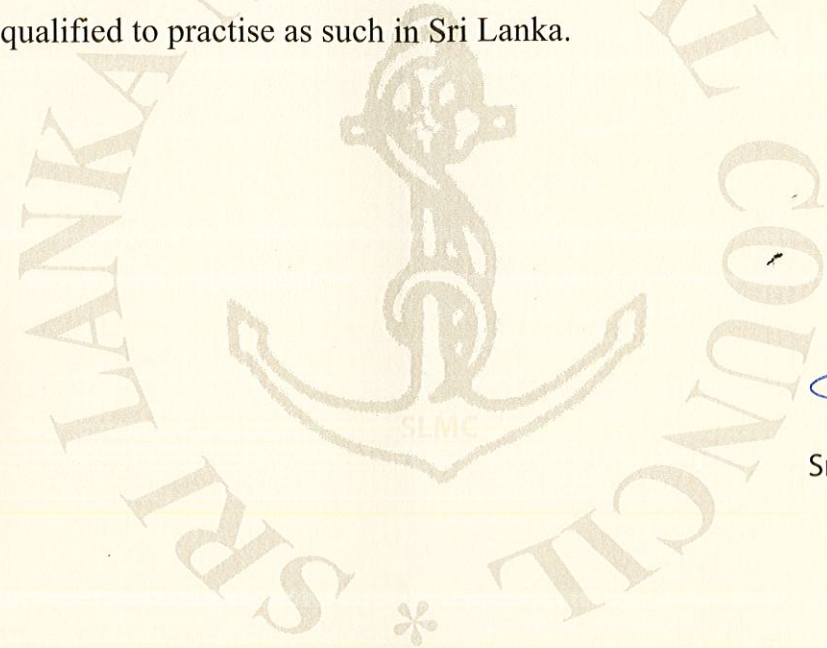 qualified to practise as such in Sri Lanka.
SRI LANKA
COUNCIL
SLMC